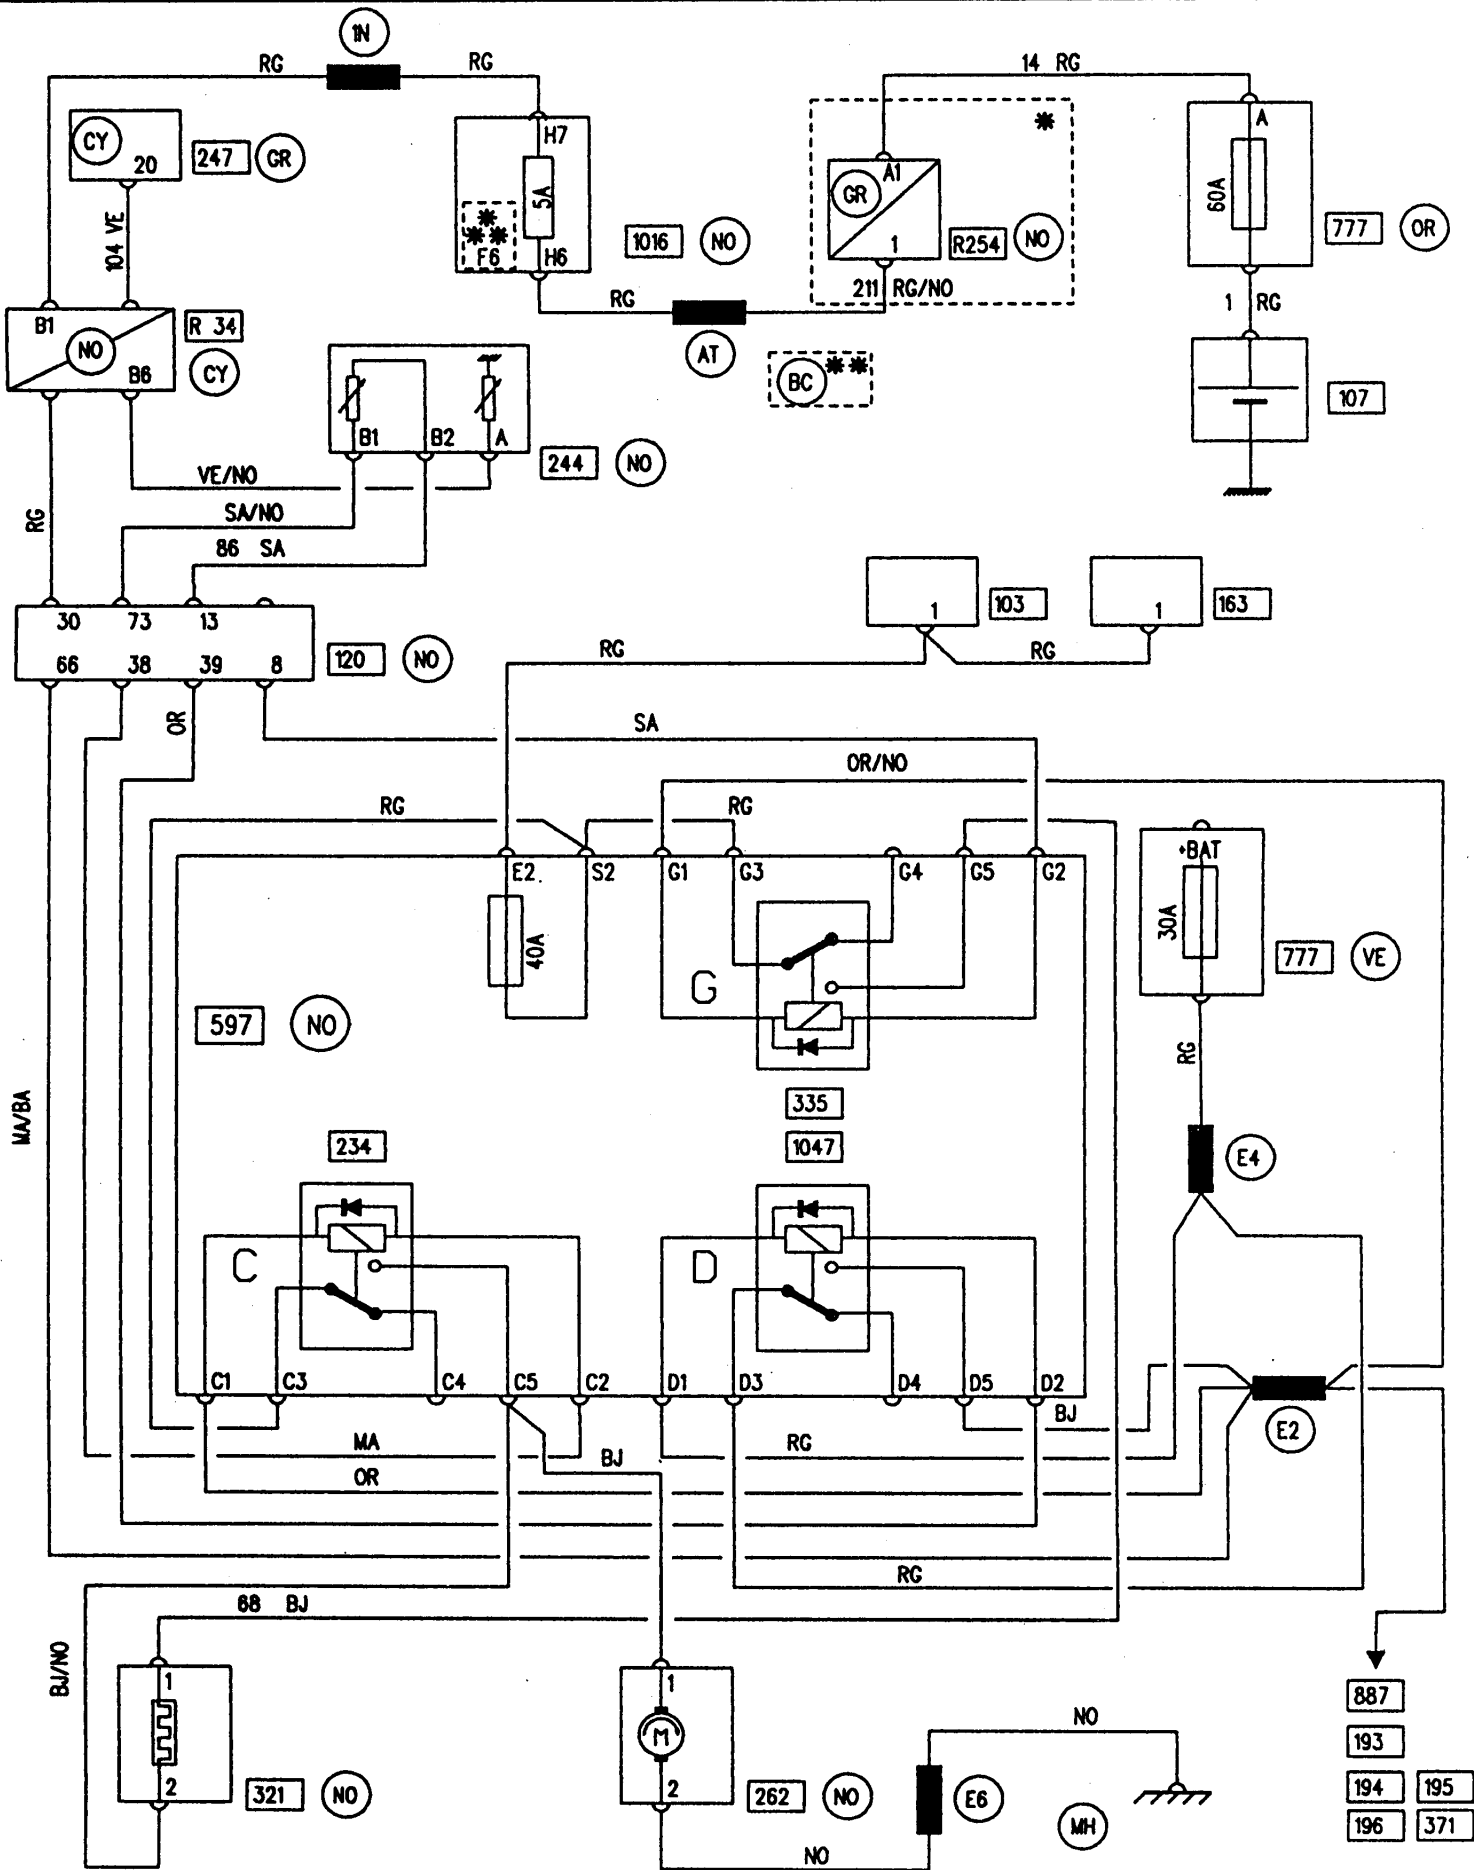 1N
RG RG 14 RG
CY 20 247 GR
H7
5A
F6 H6
1016 NO
A1
GR
1
R254 NO
A
60A
777 OR
104 VE
RG
211 RG/NO
1 RG
B1 NO B6
R 34
CY
AT
BC
107
B1 B2 A
244 NO
VE/NO
RG
SA/NO
86 SA
30 73 13
66 38 39 8
120 NO
1 103
1 163
RG RG
OR
SA
OR/NO
RG RG
E2 S2 G1 G3 G4 G5 G2
40A
G
+BAT
30A
777 VE
597 NO
RG
MA/BA
335
1047
234
E4
C
D
C1 C3 C4 C5 C2 D1 D3 D4 D5 D2
BJ
E2
MA
BJ
RG
OR
RG
68 BJ
BJ/NO
1
2
321 NO
1
M
2
262 NO
NO
E6
MH
NO
887
193
194 195
196 371